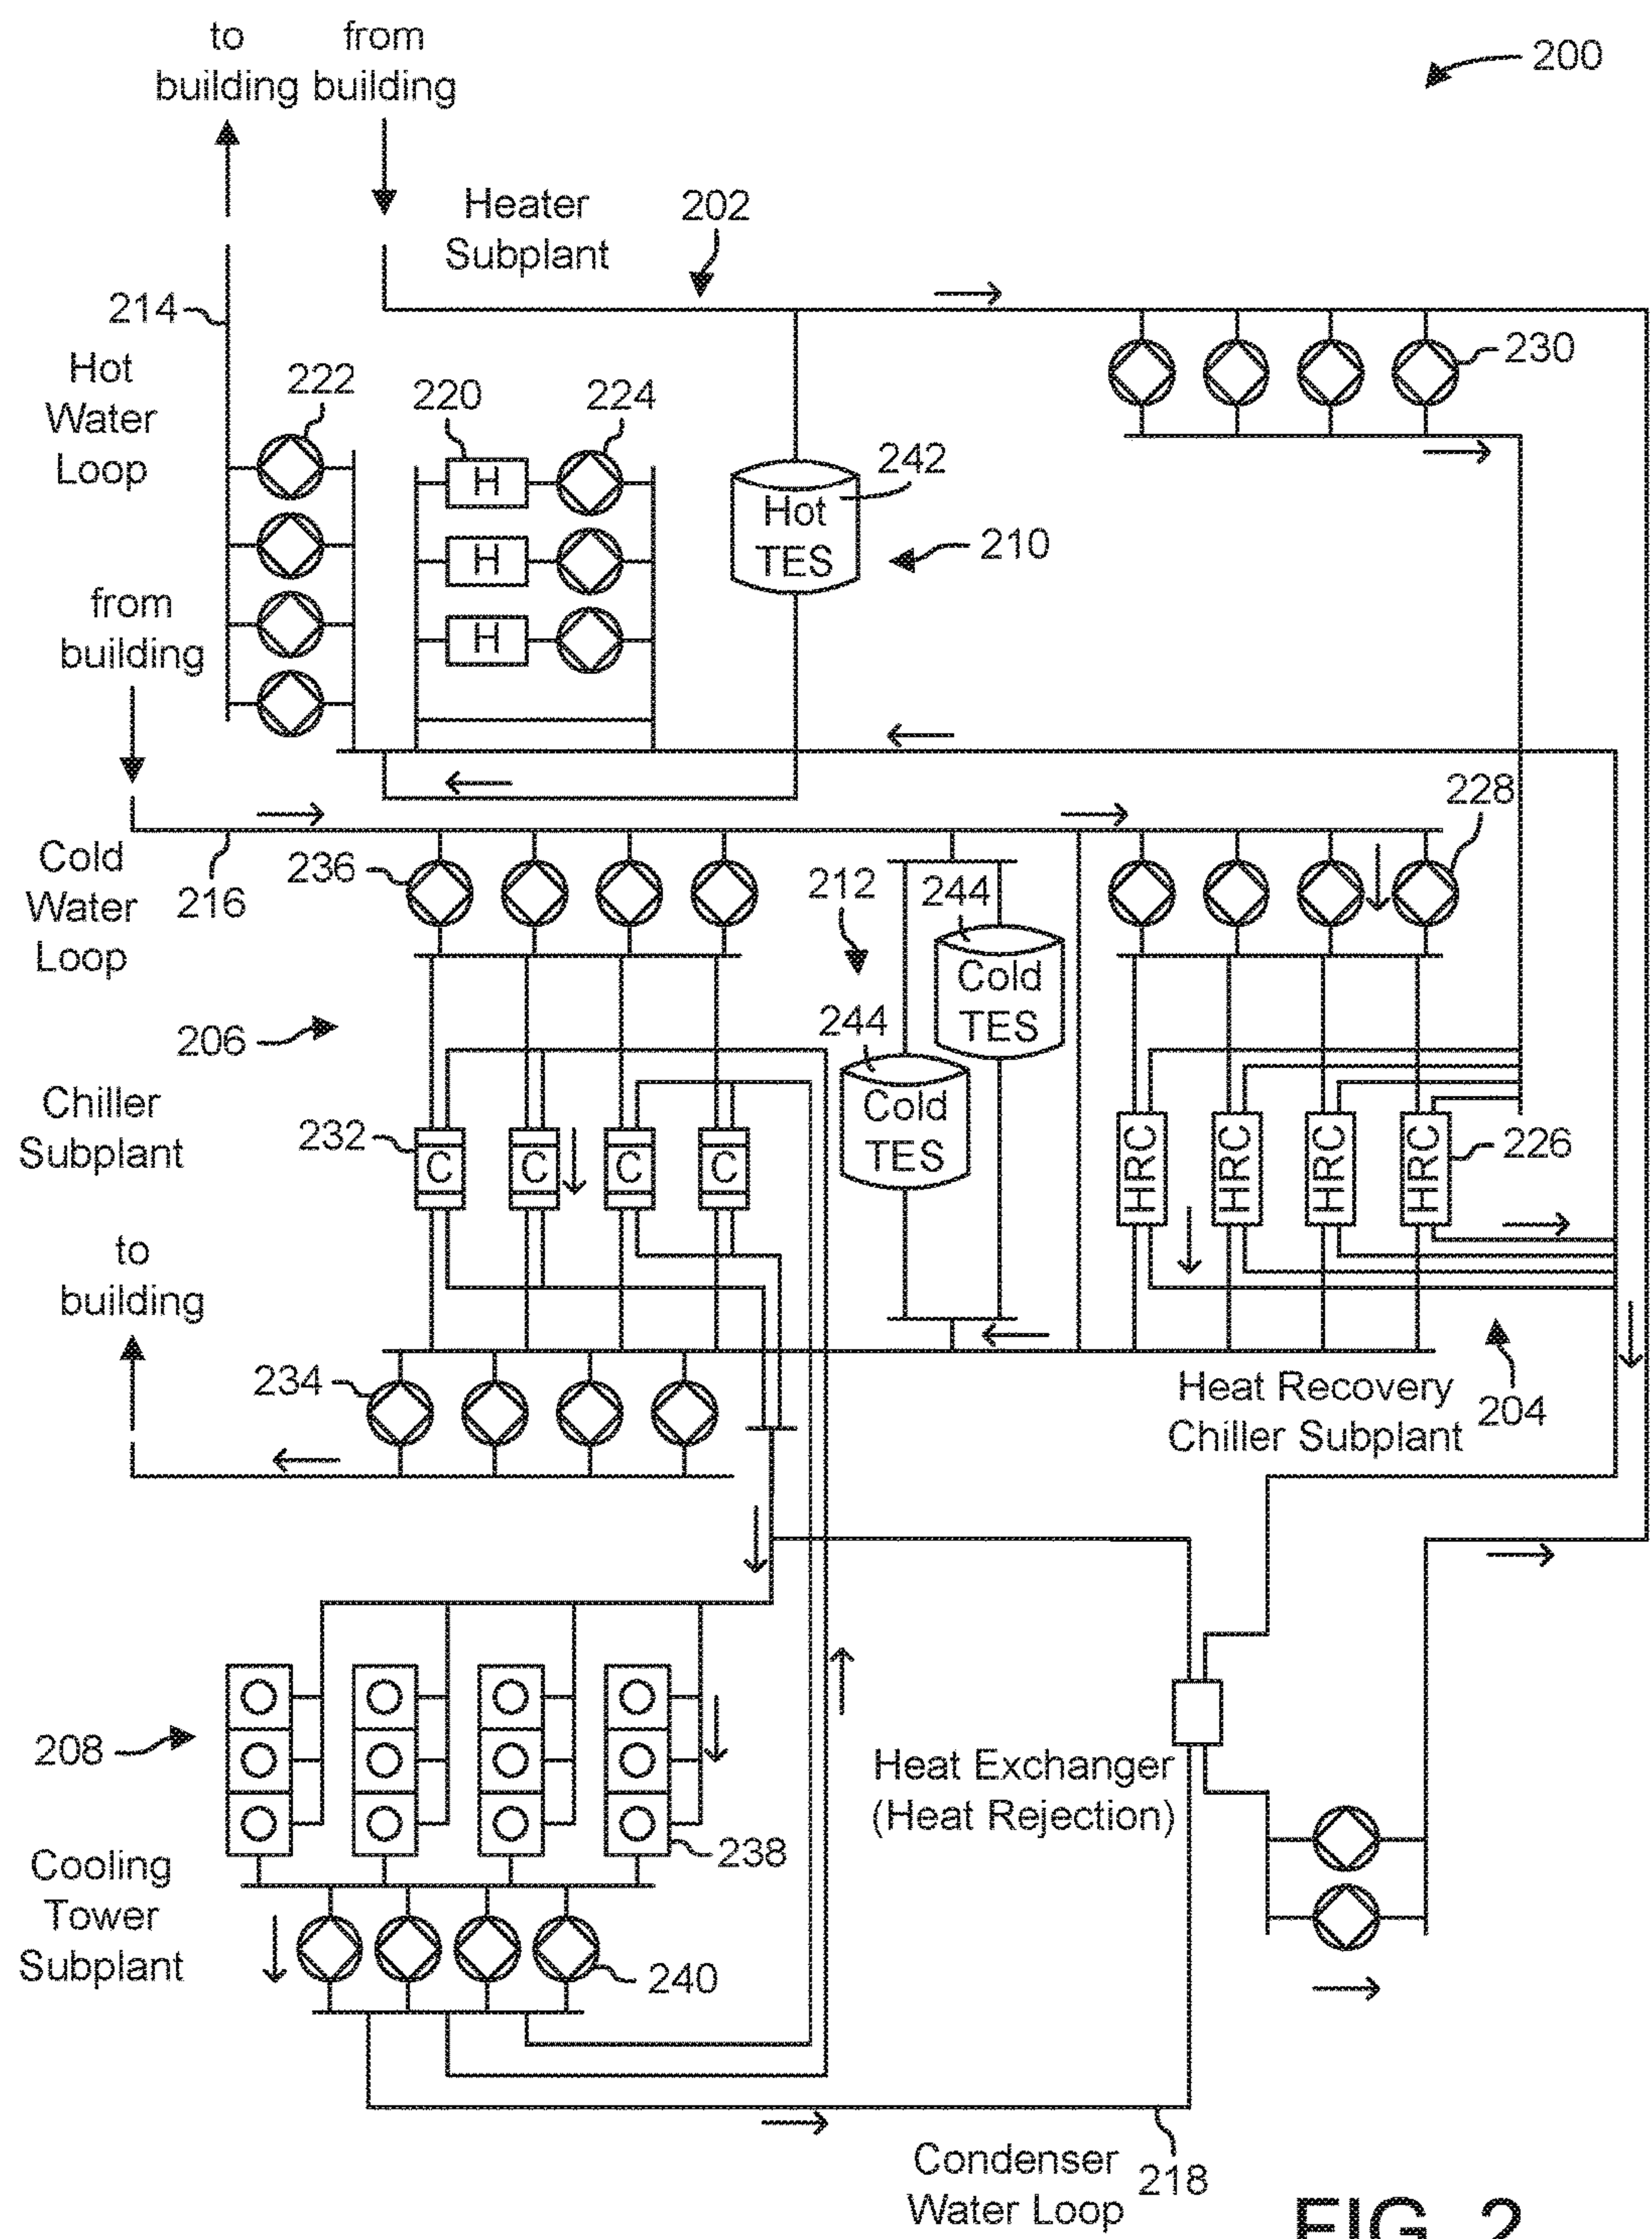 to
building
from
building
200
Heater
Subplant
202
214
Hot
Water
Loop
222
220
224
230
H
H
H
242
Hot
TES
210
from
building
228
Cold
Water
Loop
216
236
212
244
Cold
TES
244
Cold
TES
206
Chiller
Subplant
232
C
C
C
C
HRC
HRC
HRC
HRC
226
to
building
234
Heat Recovery
Chiller Subplant
204
208
Heat Exchanger
(Heat Rejection)
238
Cooling
Tower
Subplant
240
Condenser
Water Loop
218
FIG. 2